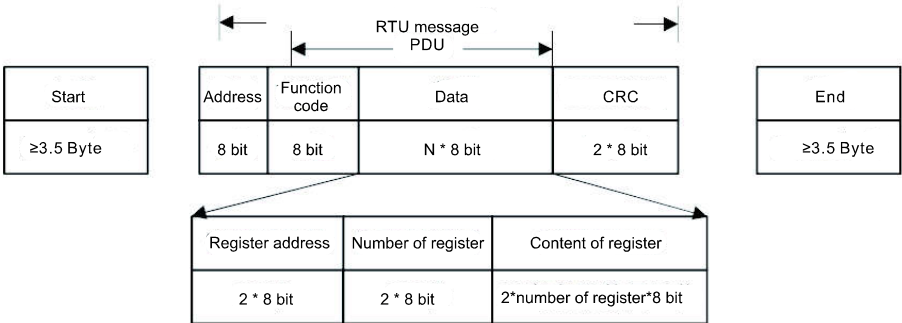 RTU message
PDU
Start
Address
Function
code
Data
CRC
End
≥3.5 Byte
8 bit
8 bit
N * 8 bit
2 * 8 bit
≥3.5 Byte
Register address
Number of register
Content of register
2 * 8 bit
2 * 8 bit
2*number of register*8 bit